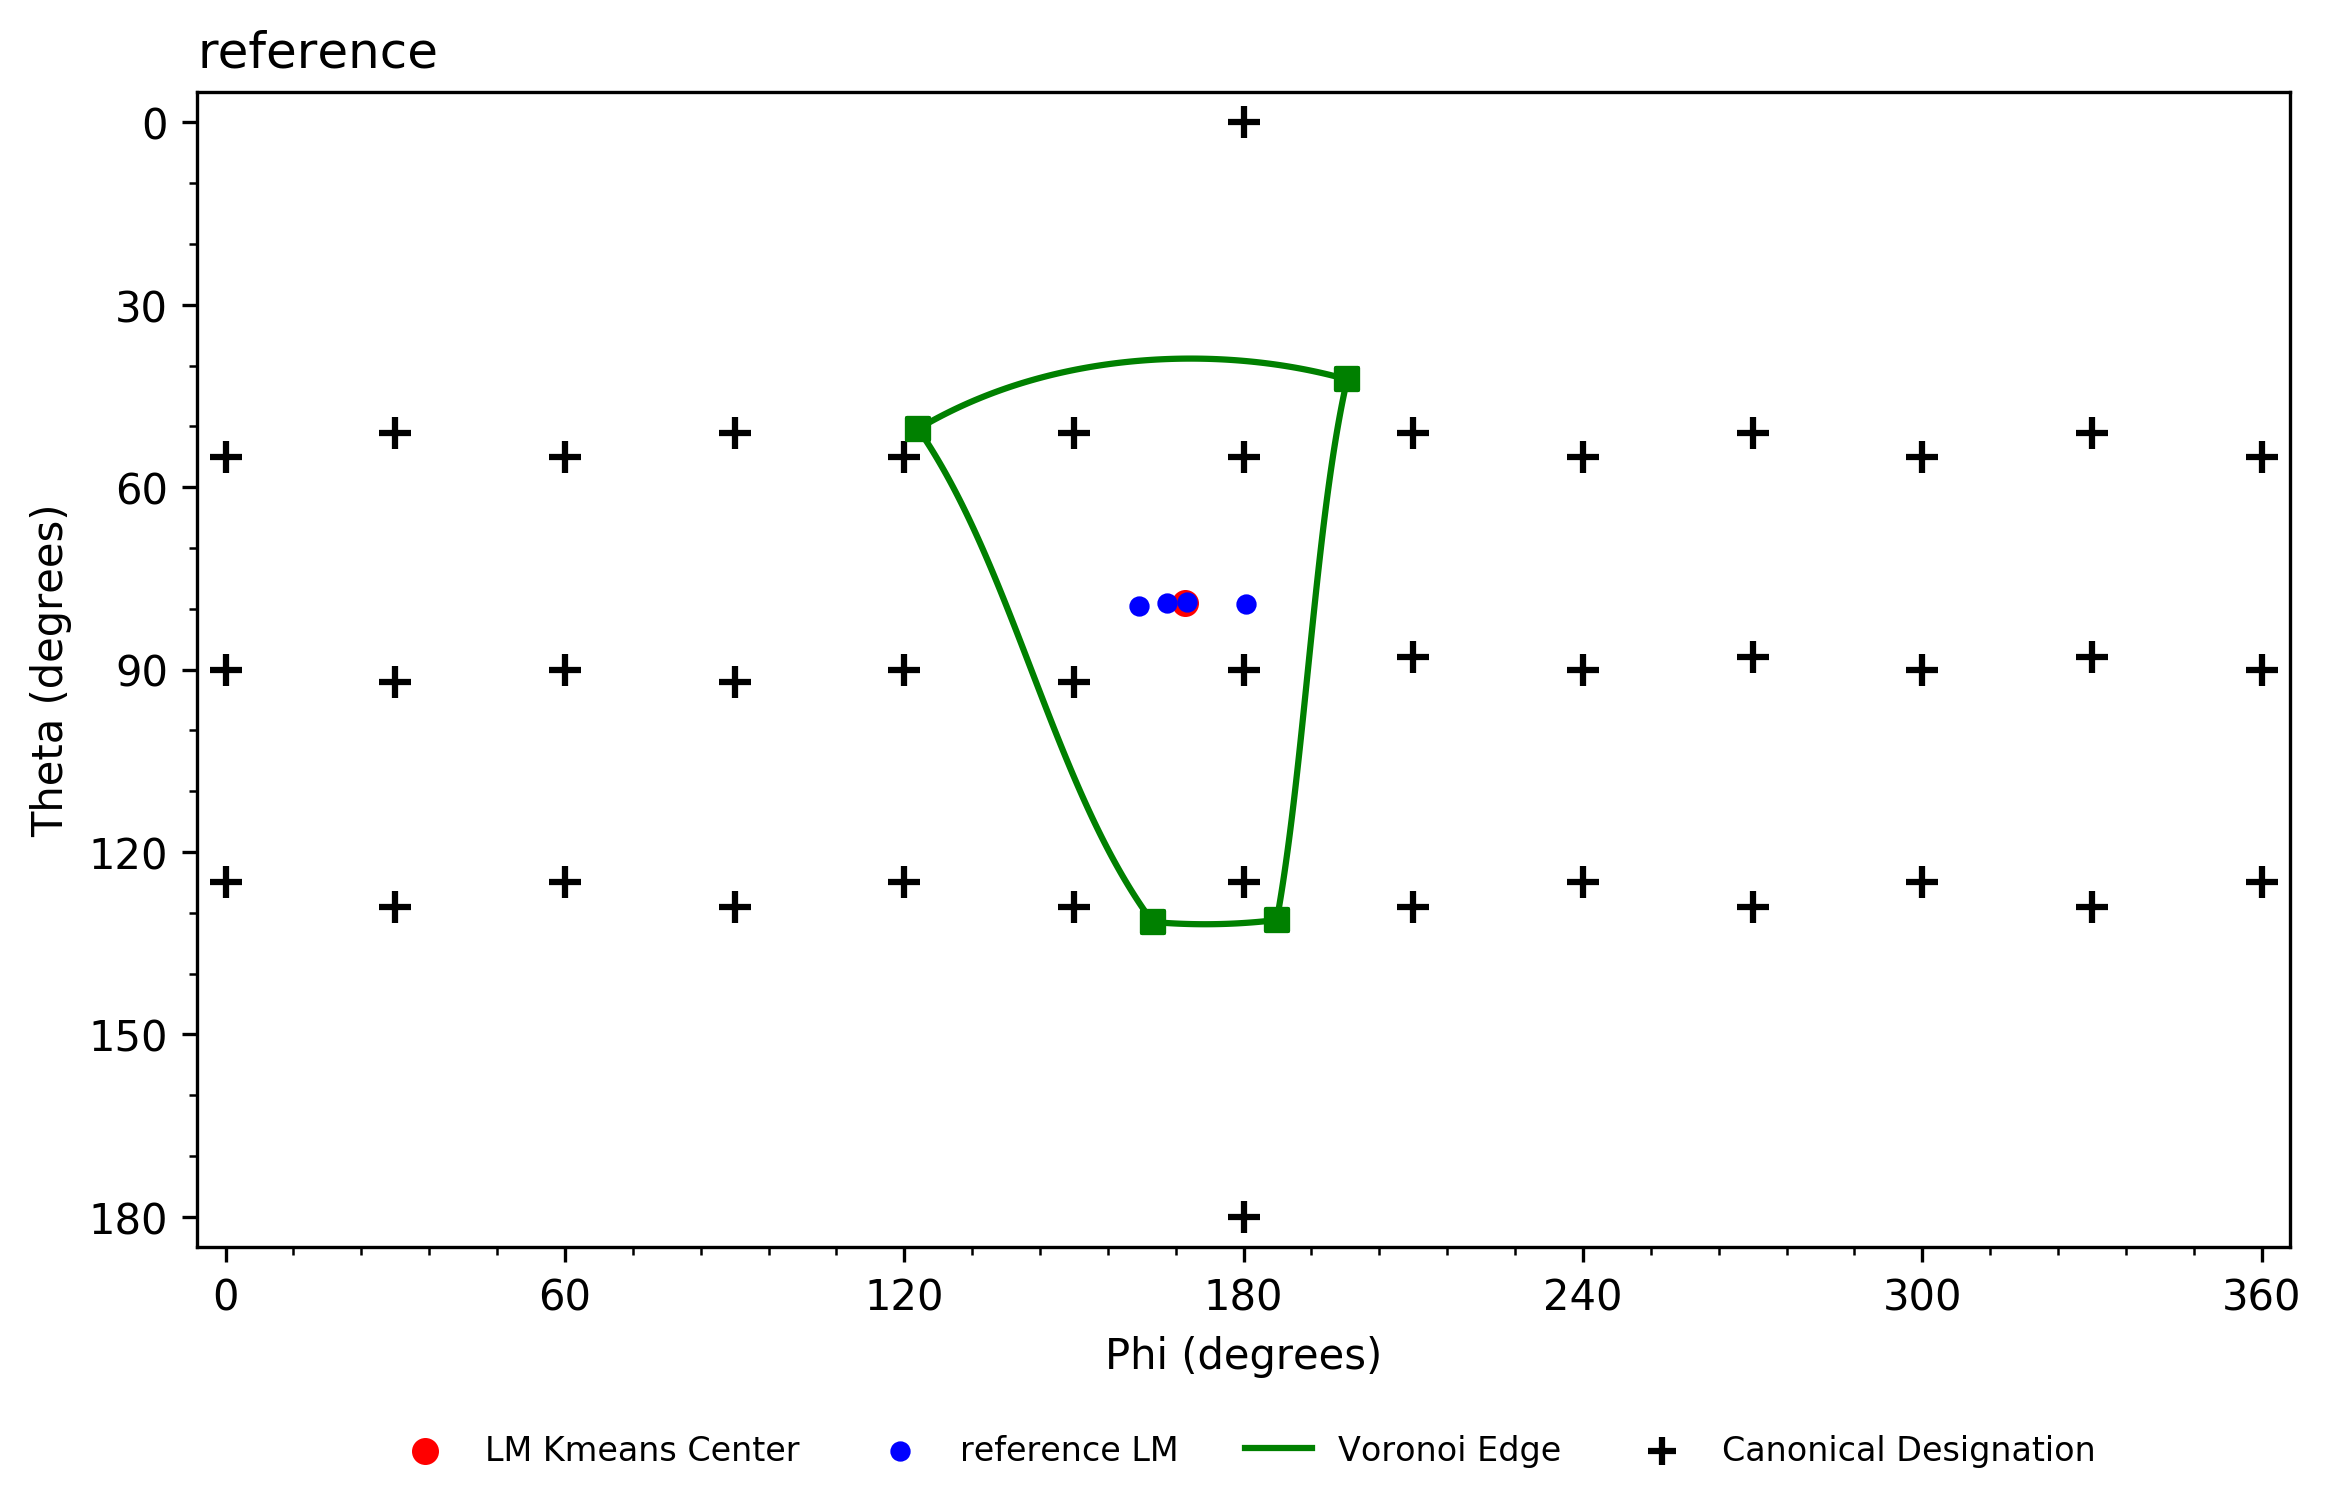 reference
0
30
60
90
120
150
180
Theta (degrees)
0 60 120 180 240 300 360
Phi (degrees)
LM Kmeans Center reference LM Voronoi Edge Canonical Designation